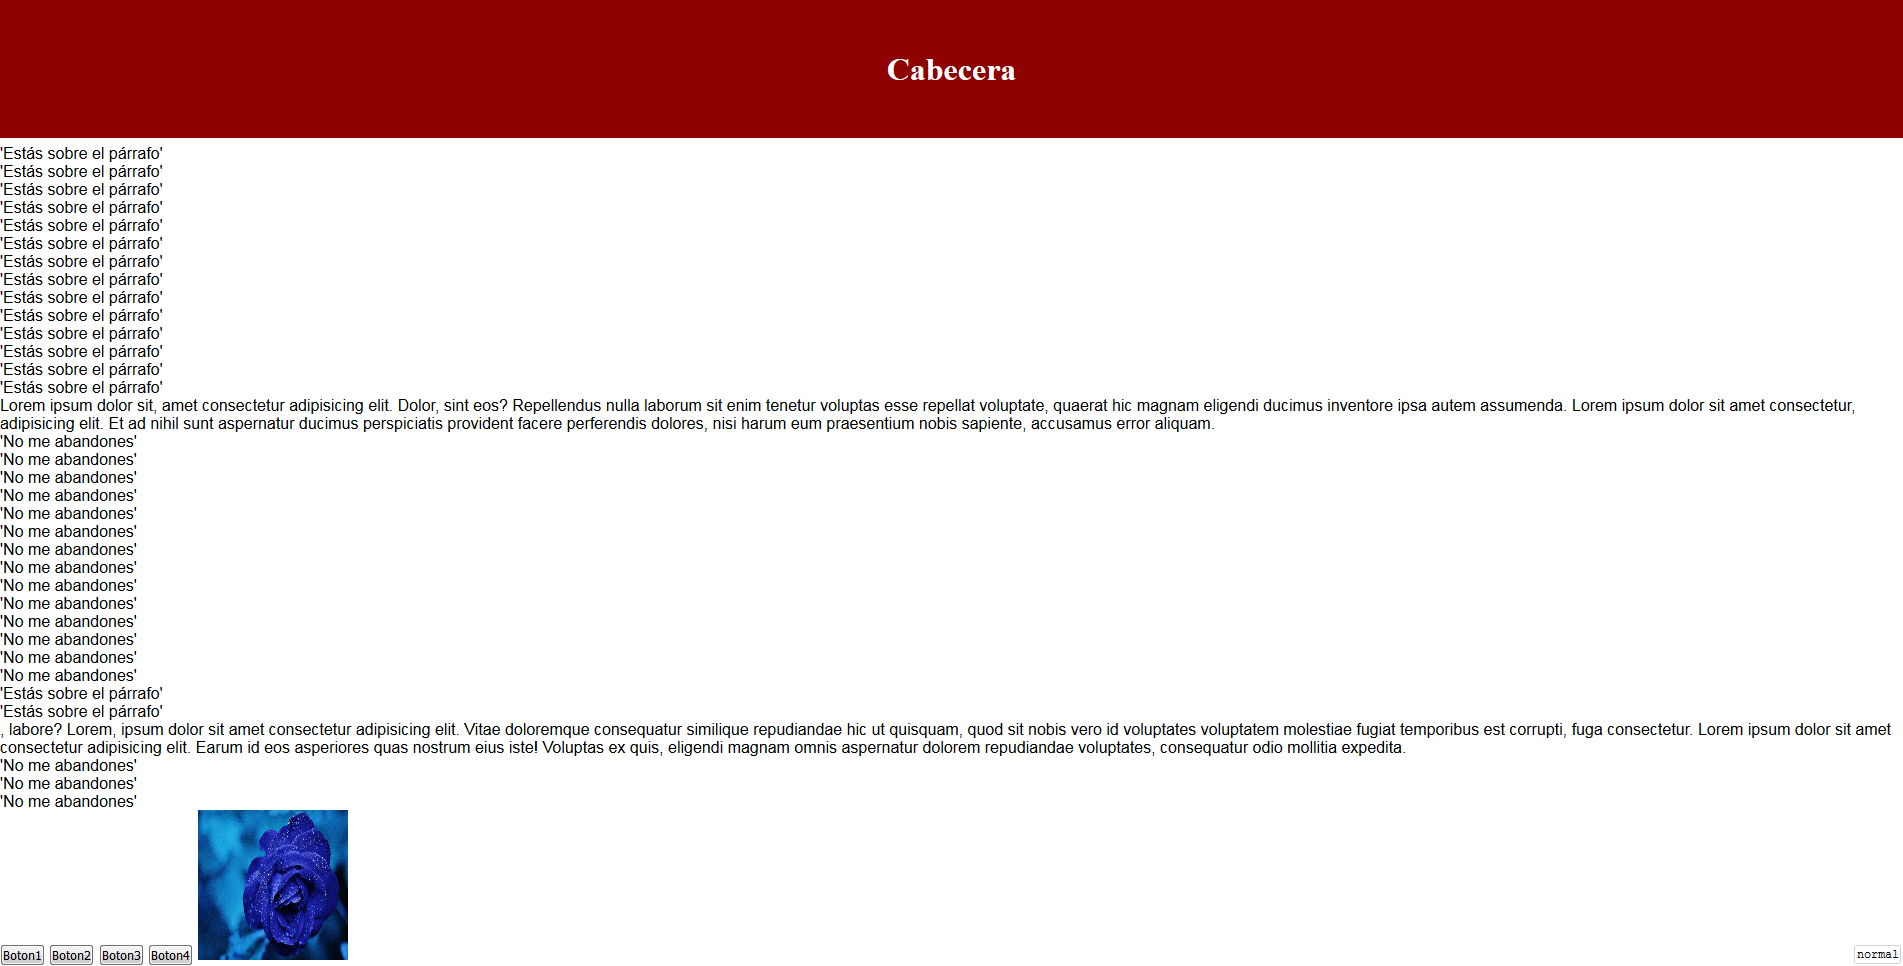 Cabecera
'Estás sobre el párrafo'
'Estás sobre el párrafo'
'Estás sobre el párrafo'
'Estás sobre el párrafo'
'Estás sobre el párrafo'
'Estás sobre el párrafo'
'Estás sobre el párrafo'
'Estás sobre el párrafo'
'Estás sobre el párrafo'
'Estás sobre el párrafo'
'Estás sobre el párrafo'
'Estás sobre el párrafo'
'Estás sobre el párrafo'
'Estás sobre el párrafo'
Lorem ipsum dolor sit, amet consectetur adipisicing elit. Dolor, sint eos? Repellendus nulla laborum sit enim tenetur voluptas esse repellat voluptate, quaerat hic magnam eligendi ducimus inventore ipsa autem assumenda. Lorem ipsum dolor sit amet consectetur,
adipisicing elit. Et ad nihil sunt aspernatur ducimus perspiciatis provident facere perferendis dolores, nisi harum eum praesentium nobis sapiente, accusamus error aliquam.
'No me abandones'
'No me abandones'
'No me abandones'
'No me abandones'
'No me abandones'
'No me abandones'
'No me abandones'
'No me abandones'
'No me abandones'
'No me abandones'
'No me abandones'
'No me abandones'
'No me abandones'
'No me abandones'
'Estás sobre el párrafo'
'Estás sobre el párrafo'
, labore? Lorem, ipsum dolor sit amet consectetur adipisicing elit. Vitae doloremque consequatur similique repudiandae hic ut quisquam, quod sit nobis vero id voluptates voluptatem molestiae fugiat temporibus est corrupti, fuga consectetur. Lorem ipsum dolor sit amet
consectetur adipisicing elit. Earum id eos asperiores quas nostrum eius iste! Voluptas ex quis, eligendi magnam omnis aspernatur dolorem repudiandae voluptates, consequatur odio mollitia expedita.
'No me abandones'
'No me abandones'
'No me abandones'
Boton1 Boton2 Boton3 Boton4 normal